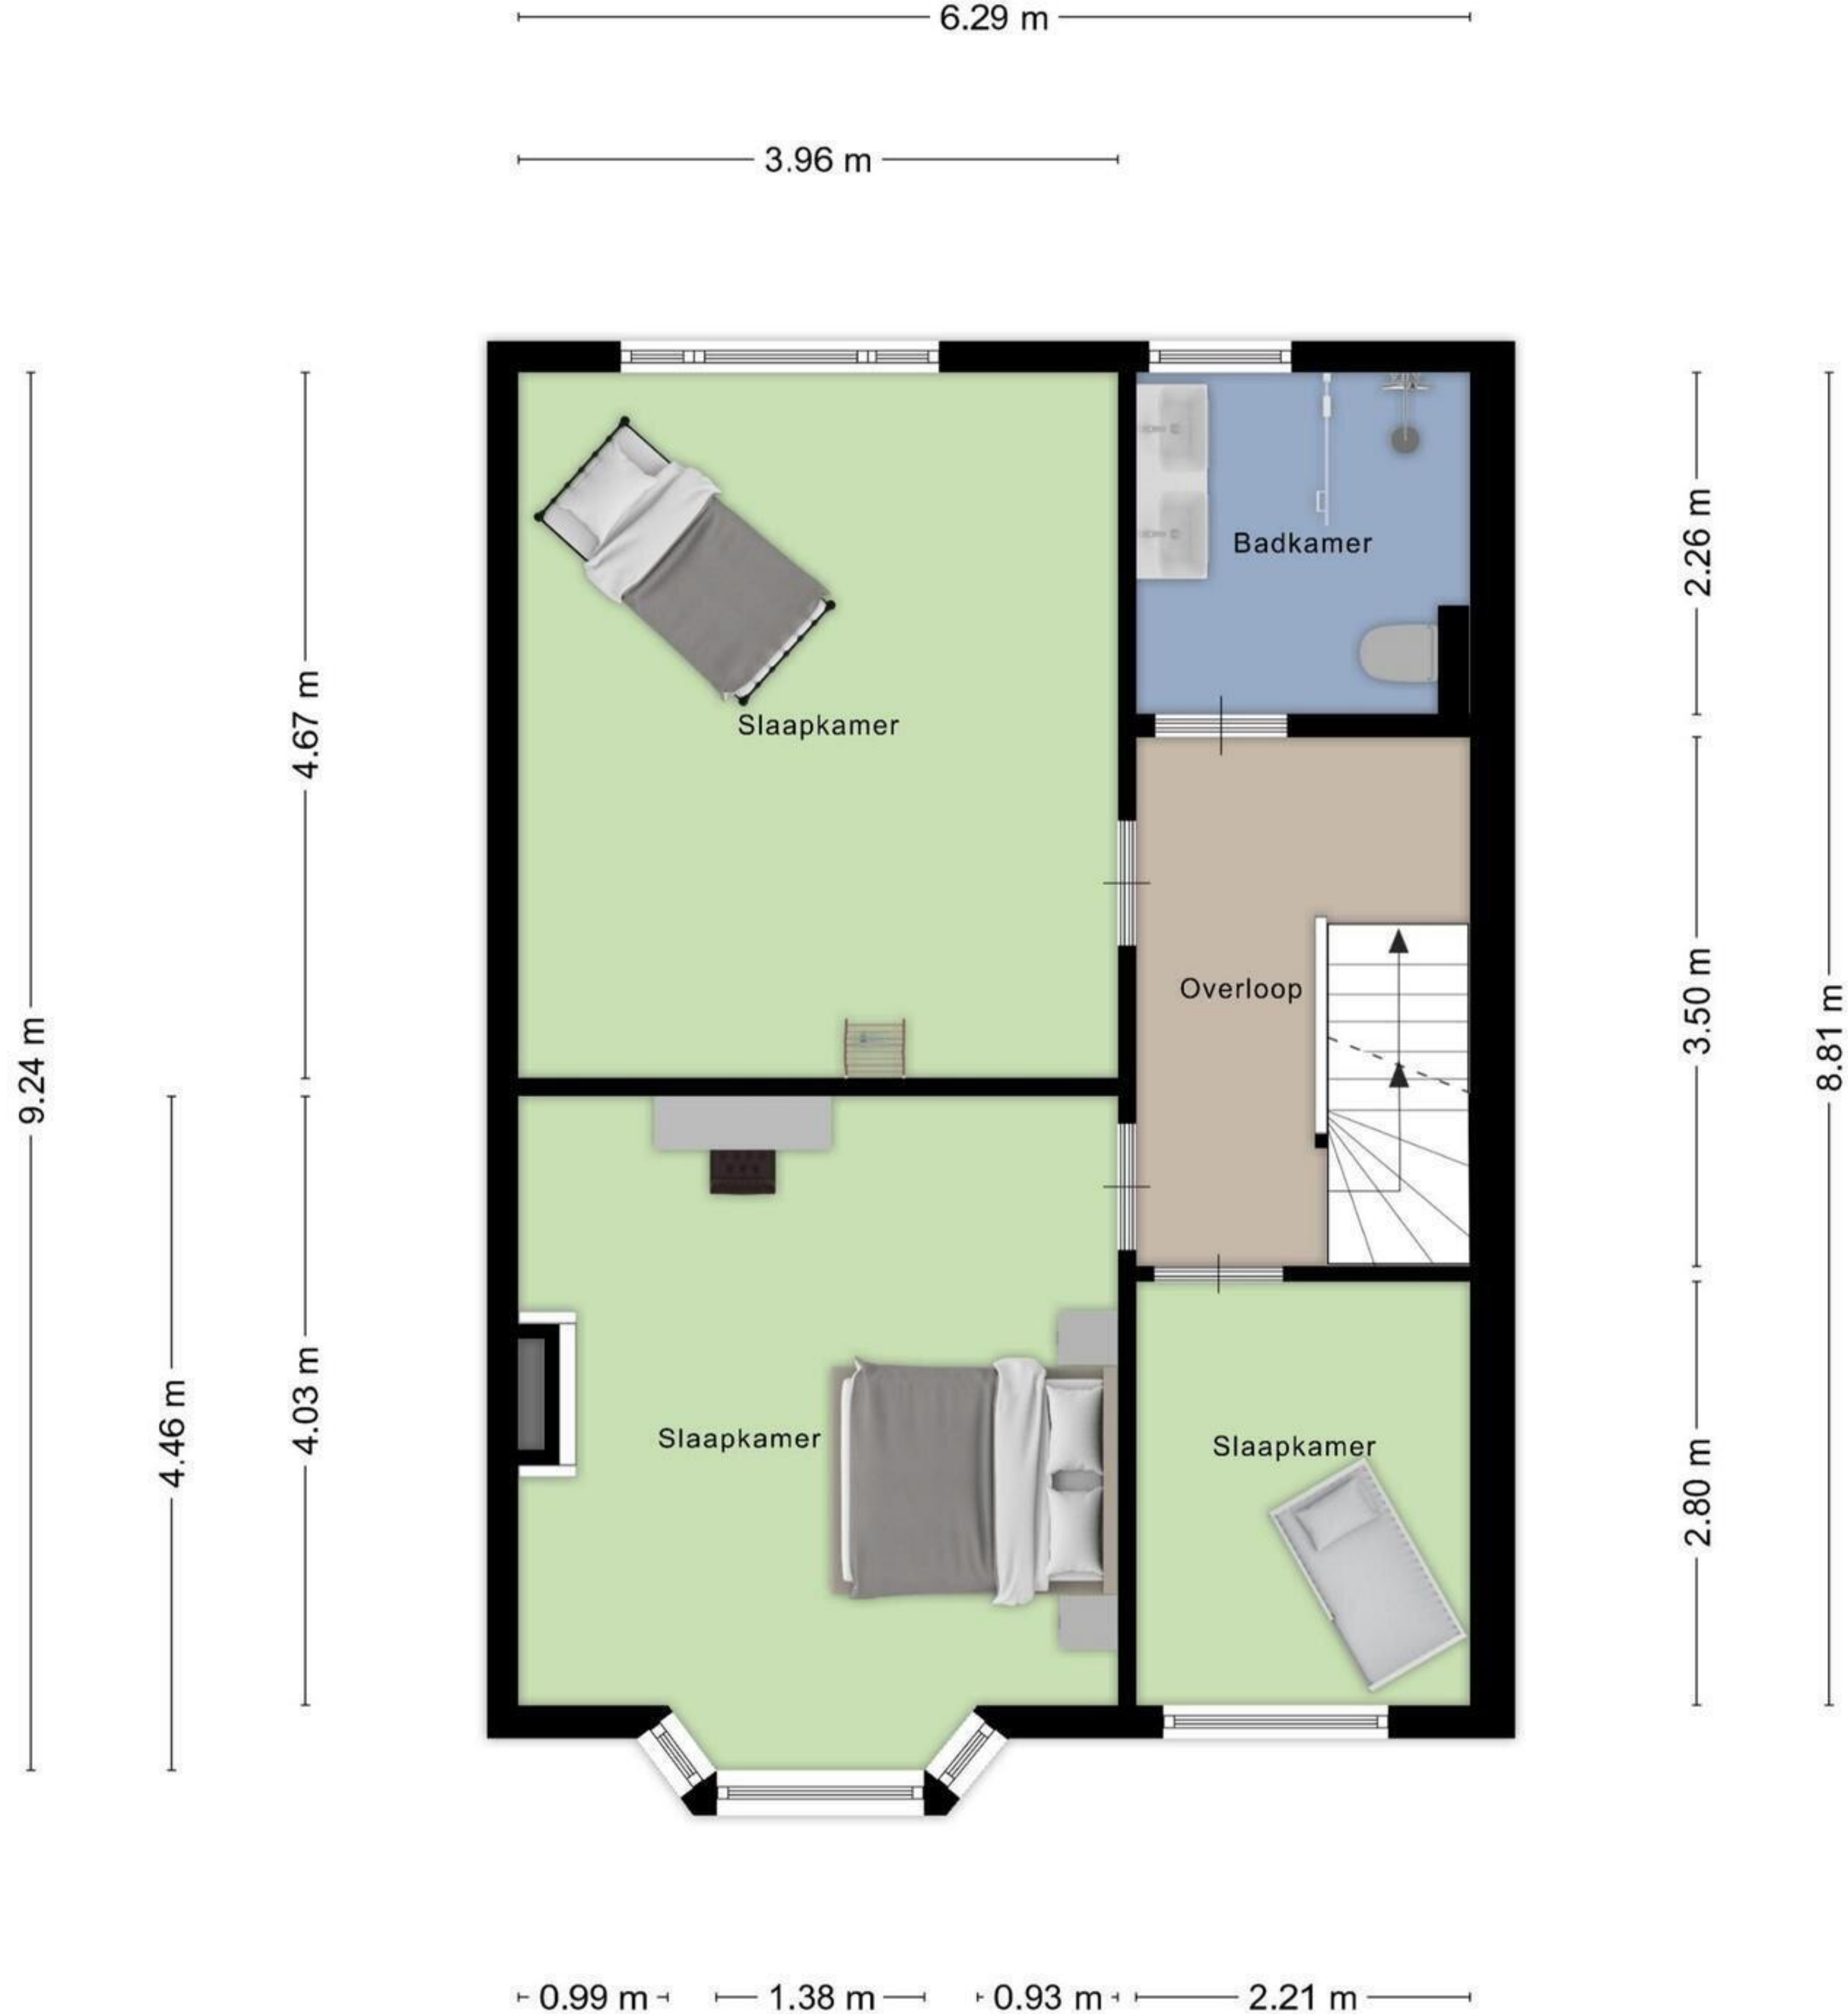 6.29 m
3.96 m
Badkamer
2.26 m
4.67 m
Slaapkamer
Overloop
3.50 m
8.81 m
9.24 m
4.46 m
4.03 m
Slaapkamer
Slaapkamer
2.80 m
0.99 m
1.38 m
0.93 m
2.21 m